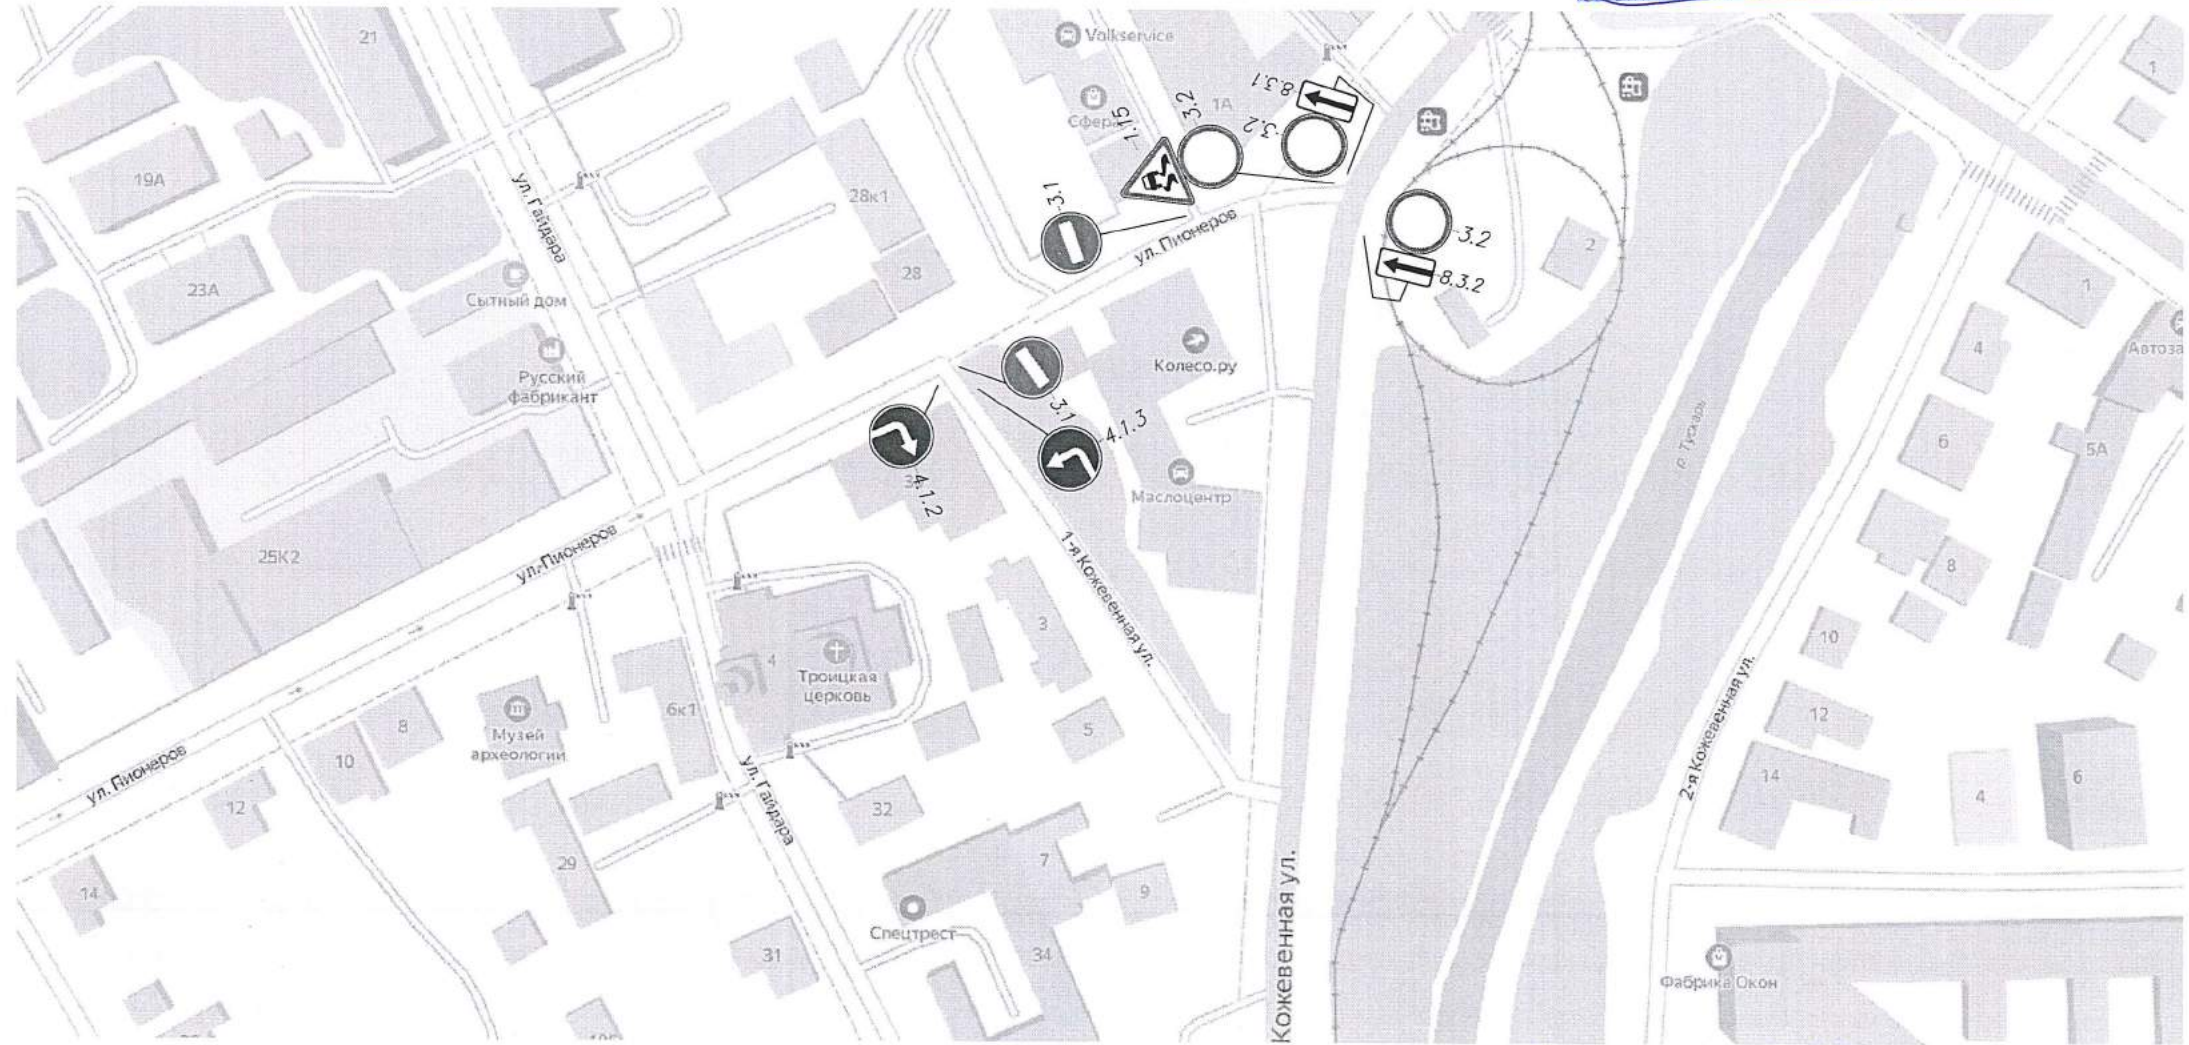 21
Volkservice
1
19А
Сфера
1А
8.3.1
3.2
3.2
1.15
3.1
28к1
28
ул. Гайдара
ул. Пионеров
3.2
8.3.2
2
1
23А
Сытный дом
Русский
фабрикант
Колесо.ру
4
Автоза
3.1
4.1.3
4.1.2
Маслоцентр
р. Тускарь
6
5А
25К2
ул. Пионеров
1-я Кожевенная ул.
8
3
10
4
Троицкая
церковь
6к1
8
10
Музей
археологии
5
12
2-я Кожевенная ул.
14
4
6
ул. Пионеров
12
ул. Гайдара
32
29
7
9
14
Спецтрест
31
34
Кожевенная ул.
Фабрика Окон